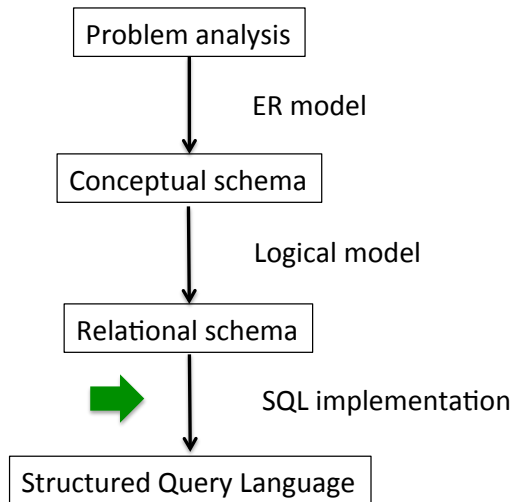 Problem analysis
ER model
Conceptual schema
Logical model
Relational schema
SQL implementation
Structured Query Language